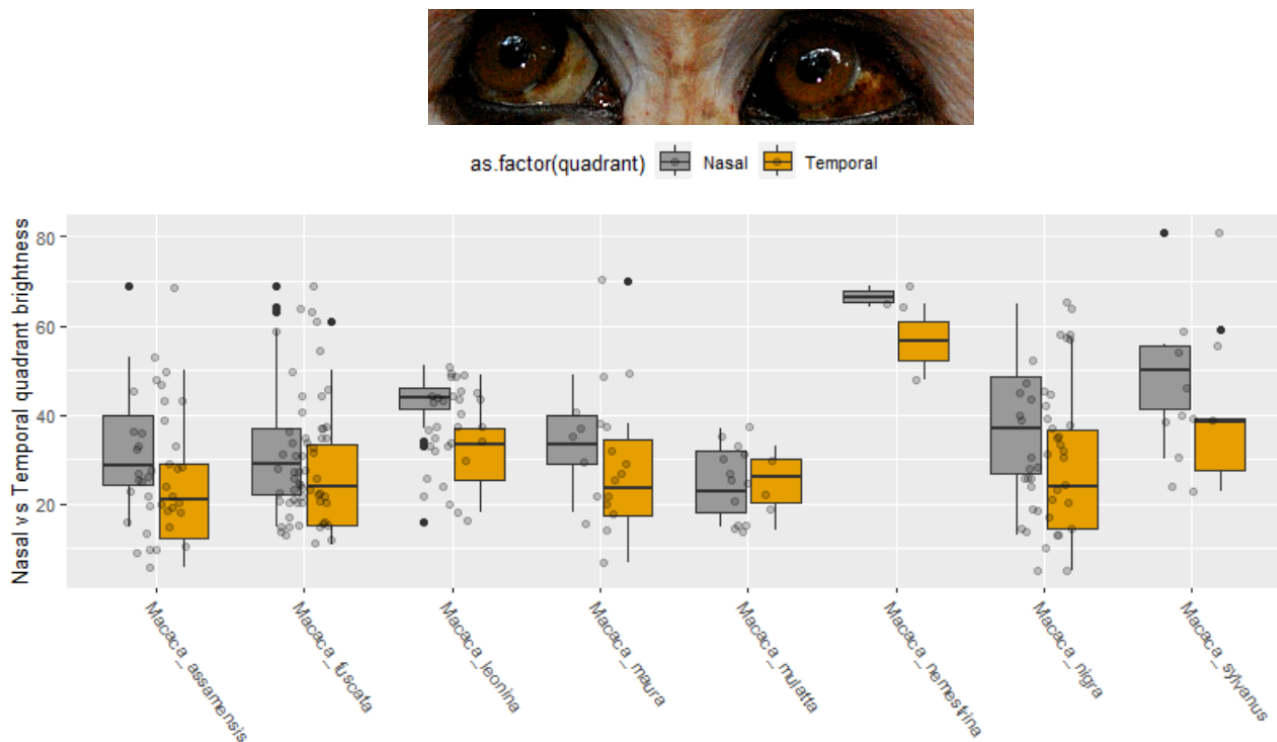 as.factor(quadrant) Nasal Temporal
Nasal vs Temporal quadrant brightness
80
60
40
20
Macaca_assamensis
Macaca_fuscata
Macaca_leonina
Macaca_maura
Macaca_mulatta
Macaca_nemestrina
Macaca_nigra
Macaca_sylvanus